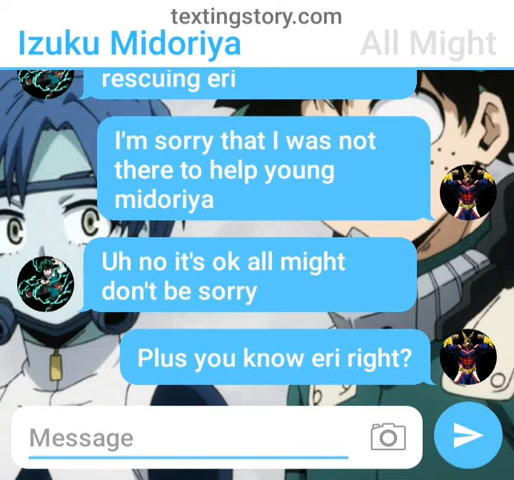 textingstory.com
Izuku Midoriya
All Might
rescuing eri
I'm sorry that I was not
there to help young
midoriya
Uh no it's ok all might
don't be sorry
Plus you know eri right?
Message